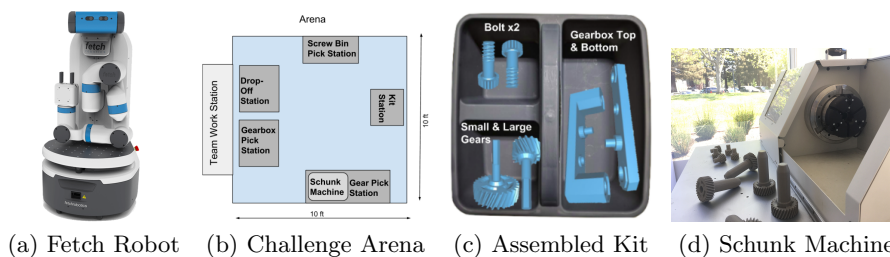 fetch
Arena
Screw Bin
Pick Station
Team Work Station
Drop-
Off
Station
Kit
Station
Gearbox
Pick
Station
Schunk
Machine
Gear Pick
Station
10 ft
10 ft
Bolt x2
Gearbox Top
& Bottom
Small & Large
Gears
(a) Fetch Robot
(b) Challenge Arena
(c) Assembled Kit
(d) Schunk Machine